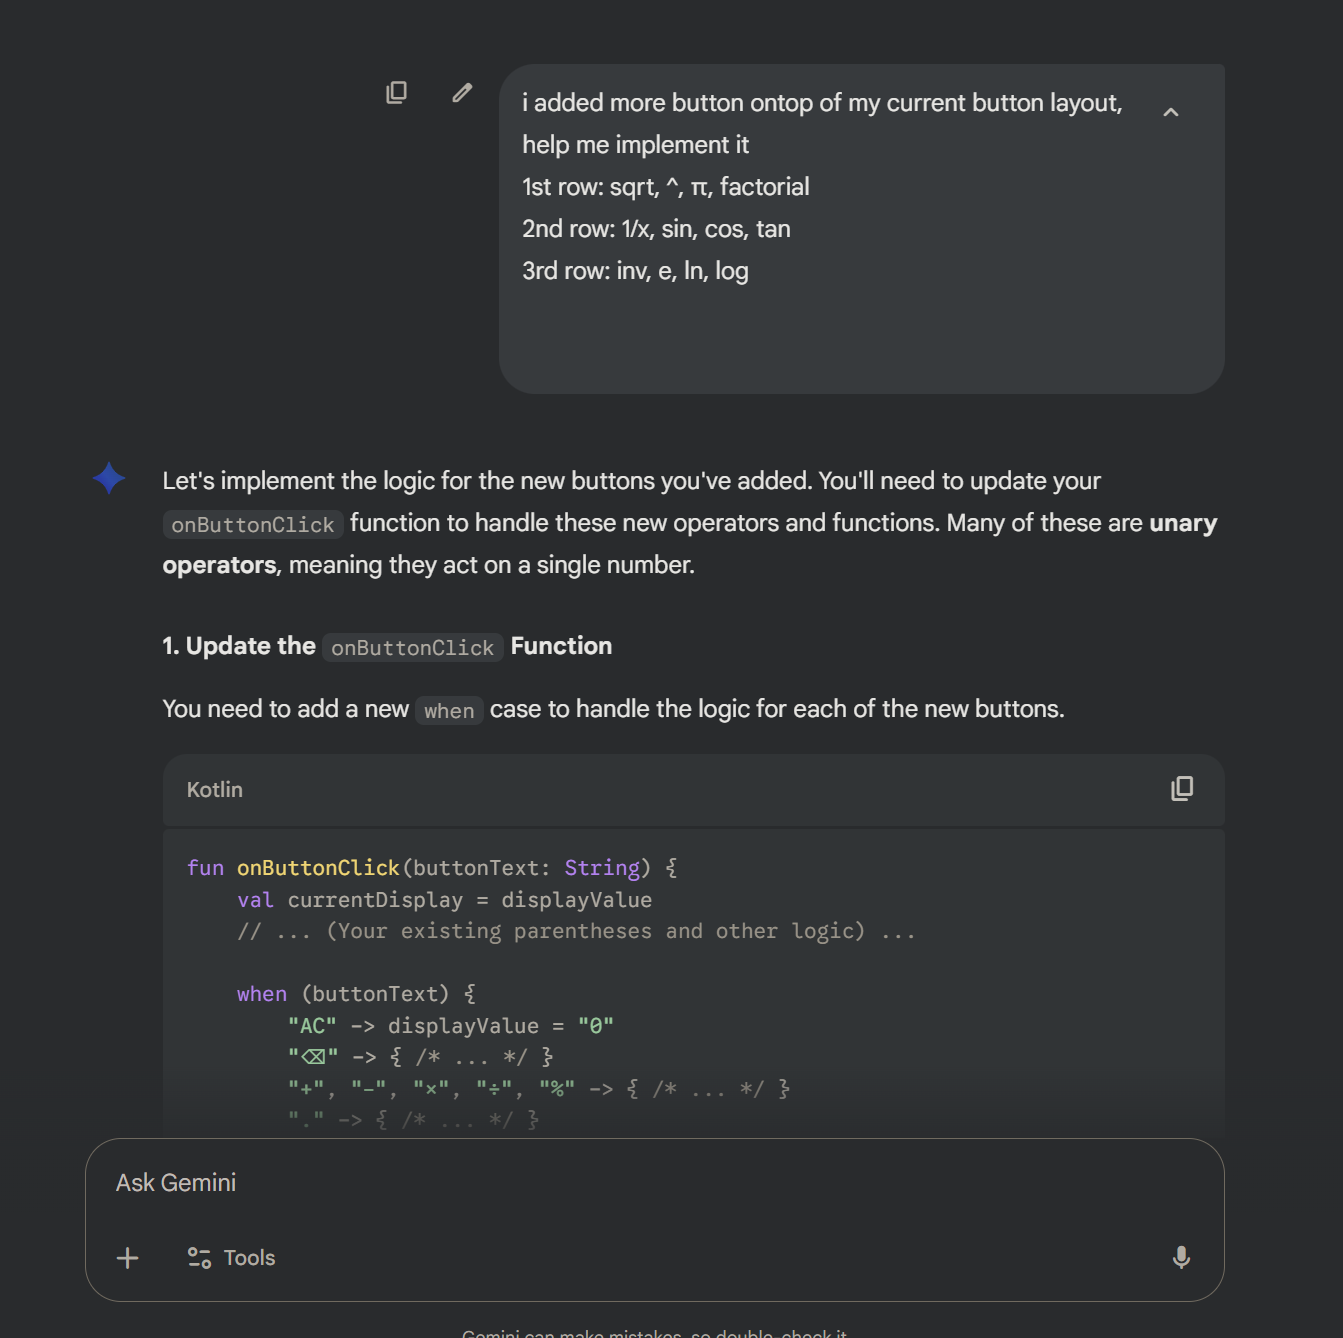 i added more button ontop of my current button layout,
help me implement it
1st row: sqrt, ^, π, factorial
2nd row: 1/x, sin, cos, tan
3rd row: inv, e, ln, log
Let's implement the logic for the new buttons you've added. You'll need to update your
onButtonClick function to handle these new operators and functions. Many of these are unary
operators, meaning they act on a single number.
1. Update the onButtonClick Function
You need to add a new when case to handle the logic for each of the new buttons.
Kotlin
fun onButtonClick(buttonText: String) {
    val currentDisplay = displayValue
    // ... (Your existing parentheses and other logic) ...
    when (buttonText) {
        "AC" -> displayValue = "0"
        "⌫" -> { /* ... */ }
        "+", "−", "×", "÷", "%" -> { /* ... */ }
        "." -> { /* ... */ }
Ask Gemini
Tools
Gemini can make mistakes, so double-check it